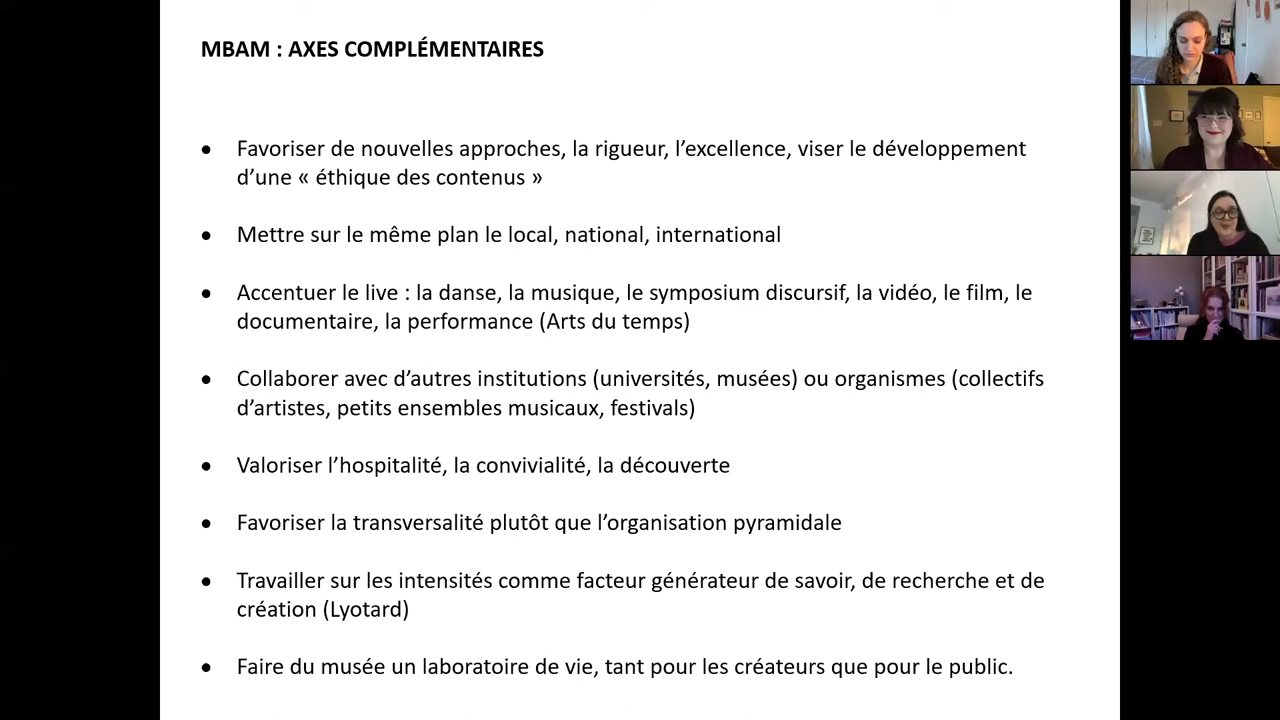 MBAM : AXES COMPLÉMENTAIRES
• Favoriser de nouvelles approches, la rigueur, l’excellence, viser le développement
d’une « éthique des contenus »
• Mettre sur le même plan le local, national, international
• Accentuer le live : la danse, la musique, le symposium discursif, la vidéo, le film, le
documentaire, la performance (Arts du temps)
• Collaborer avec d’autres institutions (universités, musées) ou organismes (collectifs
d’artistes, petits ensembles musicaux, festivals)
• Valoriser l’hospitalité, la convivialité, la découverte
• Favoriser la transversalité plutôt que l’organisation pyramidale
• Travailler sur les intensités comme facteur générateur de savoir, de recherche et de
création (Lyotard)
• Faire du musée un laboratoire de vie, tant pour les créateurs que pour le public.